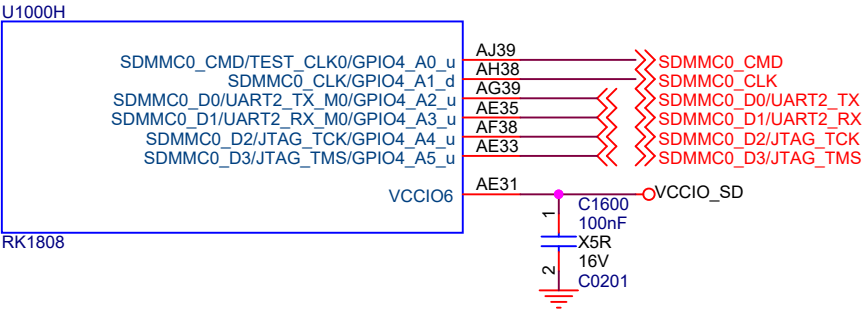 U1000H
SDMMC0_CMD/TEST_CLK0/GPIO4_A0_u AJ39 SDMMC0_CMD
SDMMC0_CLK/GPIO4_A1_d AH38 SDMMC0_CLK
SDMMC0_D0/UART2_TX_M0/GPIO4_A2_u AG39 SDMMC0_D0/UART2_TX
SDMMC0_D1/UART2_RX_M0/GPIO4_A3_u AE35 SDMMC0_D1/UART2_RX
SDMMC0_D2/JTAG_TCK/GPIO4_A4_u AF38 SDMMC0_D2/JTAG_TCK
SDMMC0_D3/JTAG_TMS/GPIO4_A5_u AE33 SDMMC0_D3/JTAG_TMS
VCCIO6 AE31 VCCIO_SD
RK1808
1
2
C1600
100nF
X5R
16V
C0201